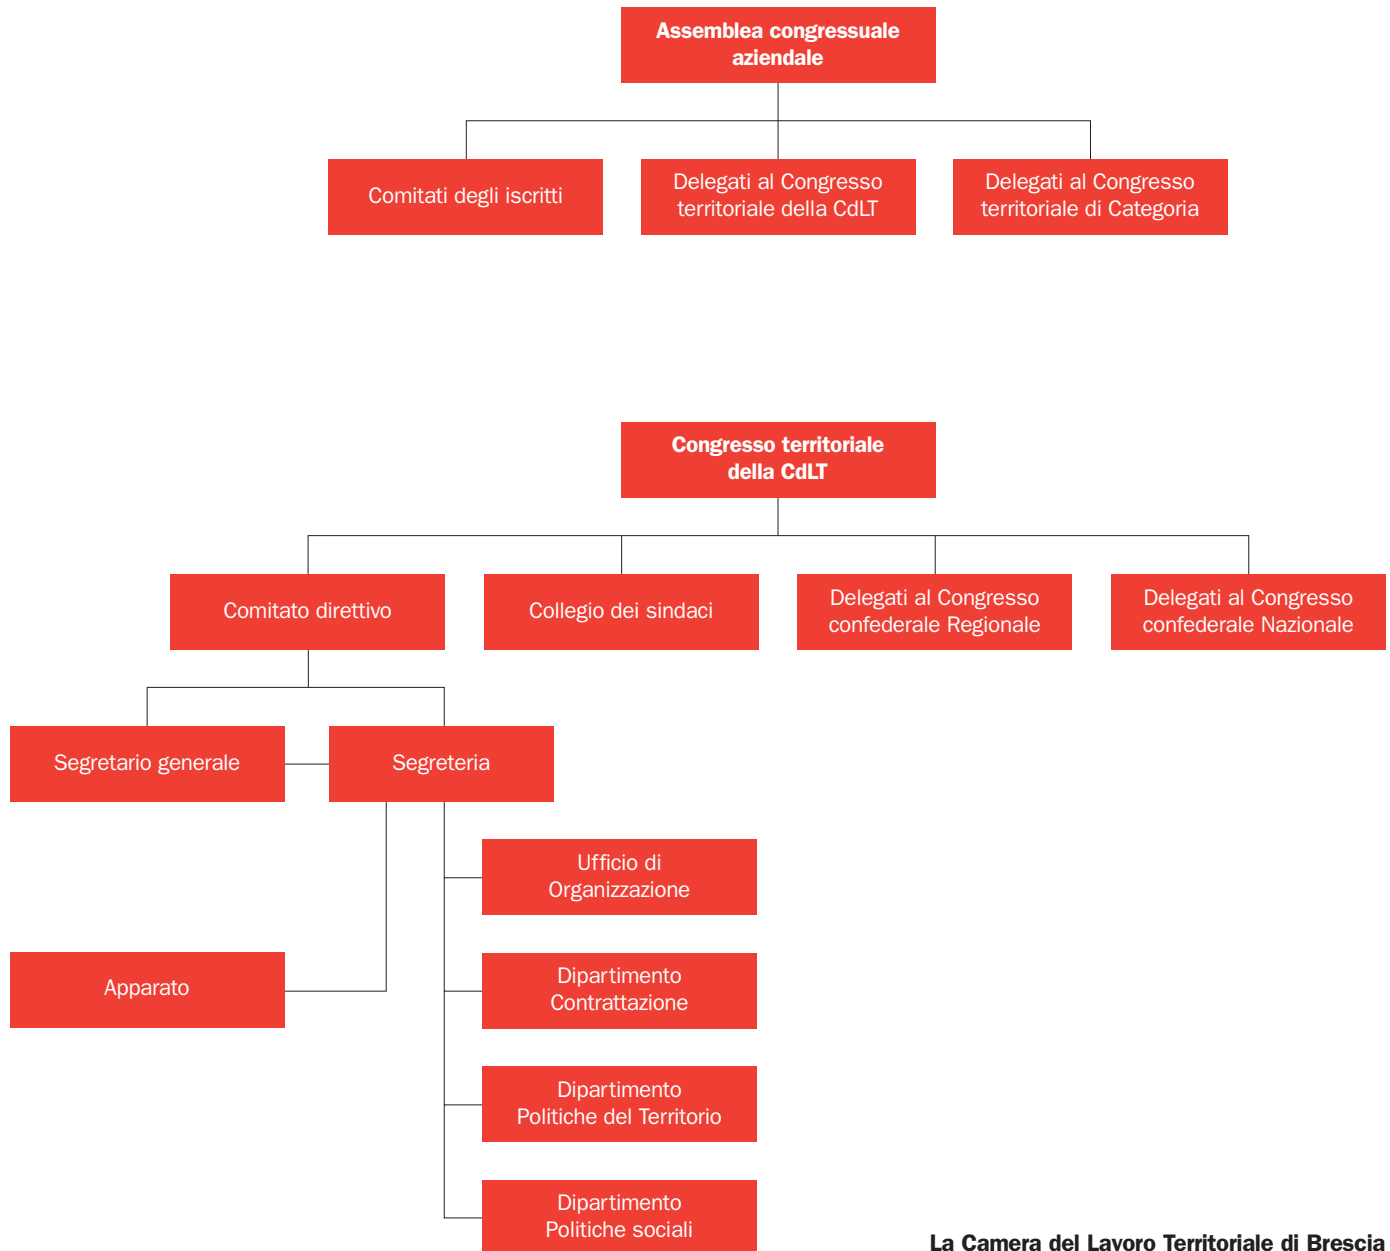 Assemblea congressuale
aziendale
Comitati degli iscritti
Delegati al Congresso
territoriale della CdLT
Delegati al Congresso
territoriale di Categoria
Congresso territoriale
della CdLT
Comitato direttivo
Collegio dei sindaci
Delegati al Congresso
confederale Regionale
Delegati al Congresso
confederale Nazionale
Segretario generale
Segreteria
Ufficio di
Organizzazione
Apparato
Dipartimento
Contrattazione
Dipartimento
Politiche del Territorio
Dipartimento
Politiche sociali
La Camera del Lavoro Territoriale di Brescia